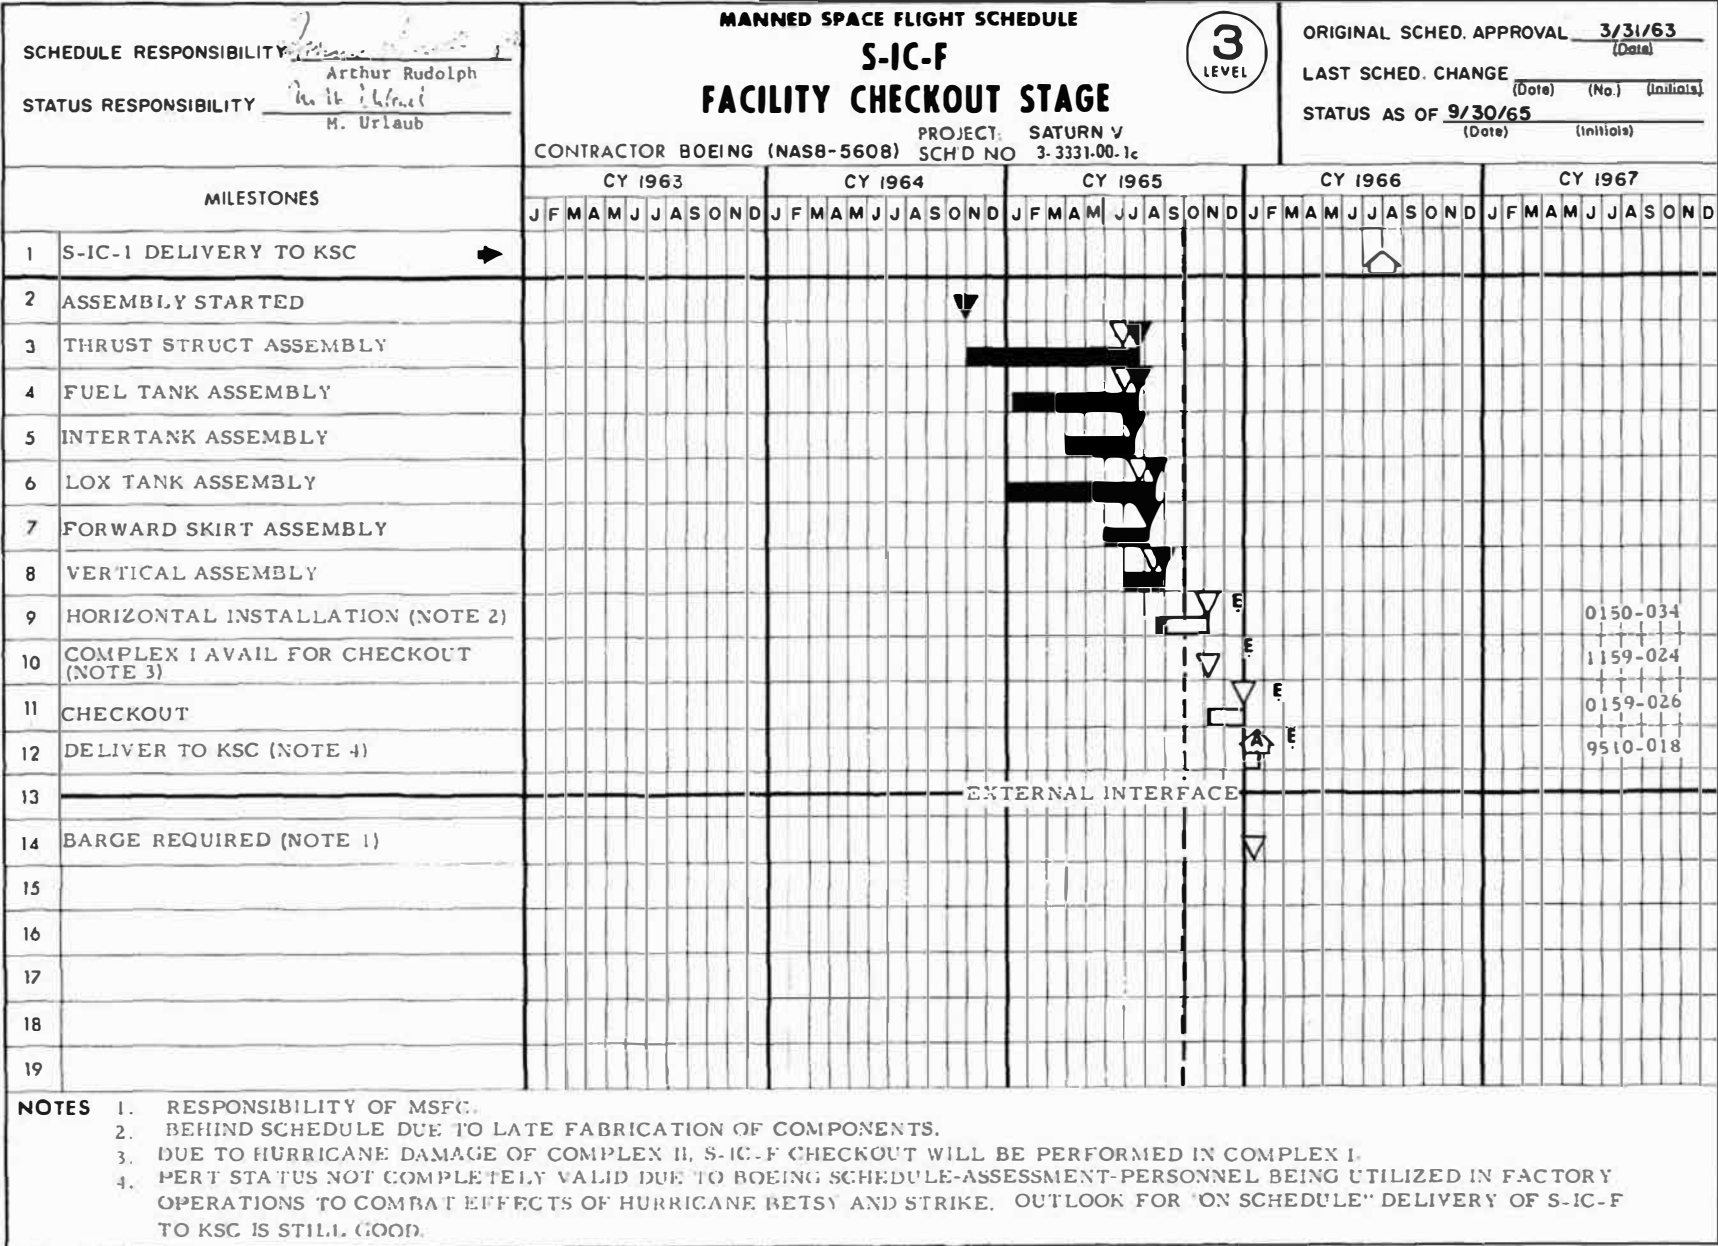 SCHEDULE RESPONSIBILITY
Arthur Rudolph
STATUS RESPONSIBILITY
M. Urlaub
MANNED SPACE FLIGHT SCHEDULE
S-IC-F
FACILITY CHECKOUT STAGE
PROJECT: SATURN V
CONTRACTOR BOEING (NAS8-5608) SCH'D NO 3-3331-00-1c
3
LEVEL
ORIGINAL SCHED. APPROVAL 3/31/63
(Date)
LAST SCHED. CHANGE
(Date) (No.) (Initials)
STATUS AS OF 9/30/65
(Date) (Initials)
MILESTONES
CY 1963 CY 1964 CY 1965 CY 1966 CY 1967
J F M A M J J A S O N D J F M A M J J A S O N D J F M A M J J A S O N D J F M A M J J A S O N D J F M A M J J A S O N D
1 S-IC-1 DELIVERY TO KSC
2 ASSEMBLY STARTED
3 THRUST STRUCT ASSEMBLY
4 FUEL TANK ASSEMBLY
5 INTERTANK ASSEMBLY
6 LOX TANK ASSEMBLY
7 FORWARD SKIRT ASSEMBLY
8 VERTICAL ASSEMBLY
9 HORIZONTAL INSTALLATION (NOTE 2) E 0150-034
10 COMPLEX I AVAIL FOR CHECKOUT E 1159-024
(NOTE 3)
11 CHECKOUT E 0159-026
12 DELIVER TO KSC (NOTE 4) A E 9510-018
13 EXTERNAL INTERFACE
14 BARGE REQUIRED (NOTE 1)
15
16
17
18
19
NOTES 1. RESPONSIBILITY OF MSFC.
2. BEHIND SCHEDULE DUE TO LATE FABRICATION OF COMPONENTS.
3. DUE TO HURRICANE DAMAGE OF COMPLEX II, S-IC-F CHECKOUT WILL BE PERFORMED IN COMPLEX I.
4. PERT STATUS NOT COMPLETELY VALID DUE TO BOEING SCHEDULE-ASSESSMENT-PERSONNEL BEING UTILIZED IN FACTORY
OPERATIONS TO COMBAT EFFECTS OF HURRICANE BETSY AND STRIKE. OUTLOOK FOR "ON SCHEDULE" DELIVERY OF S-IC-F
TO KSC IS STILL GOOD.